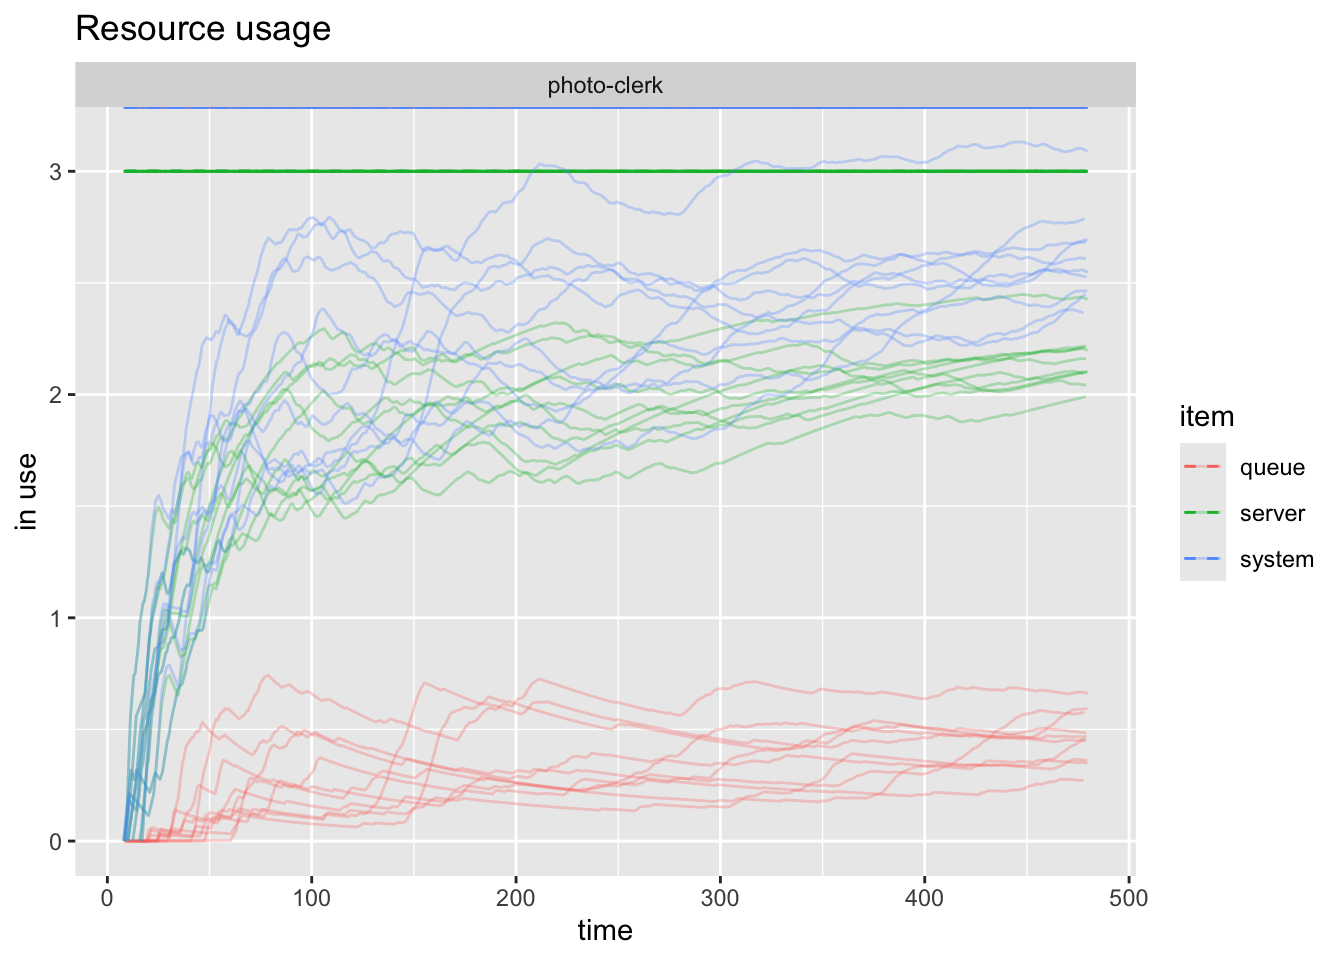 Resource usage
photo-clerk
3
2
1
0
in use
0 100 200 300 400 500
time
item
queue
server
system